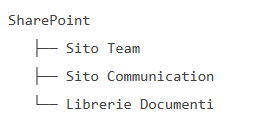 SharePoint
├── Sito Team
├── Sito Communication
└── Librerie Documenti